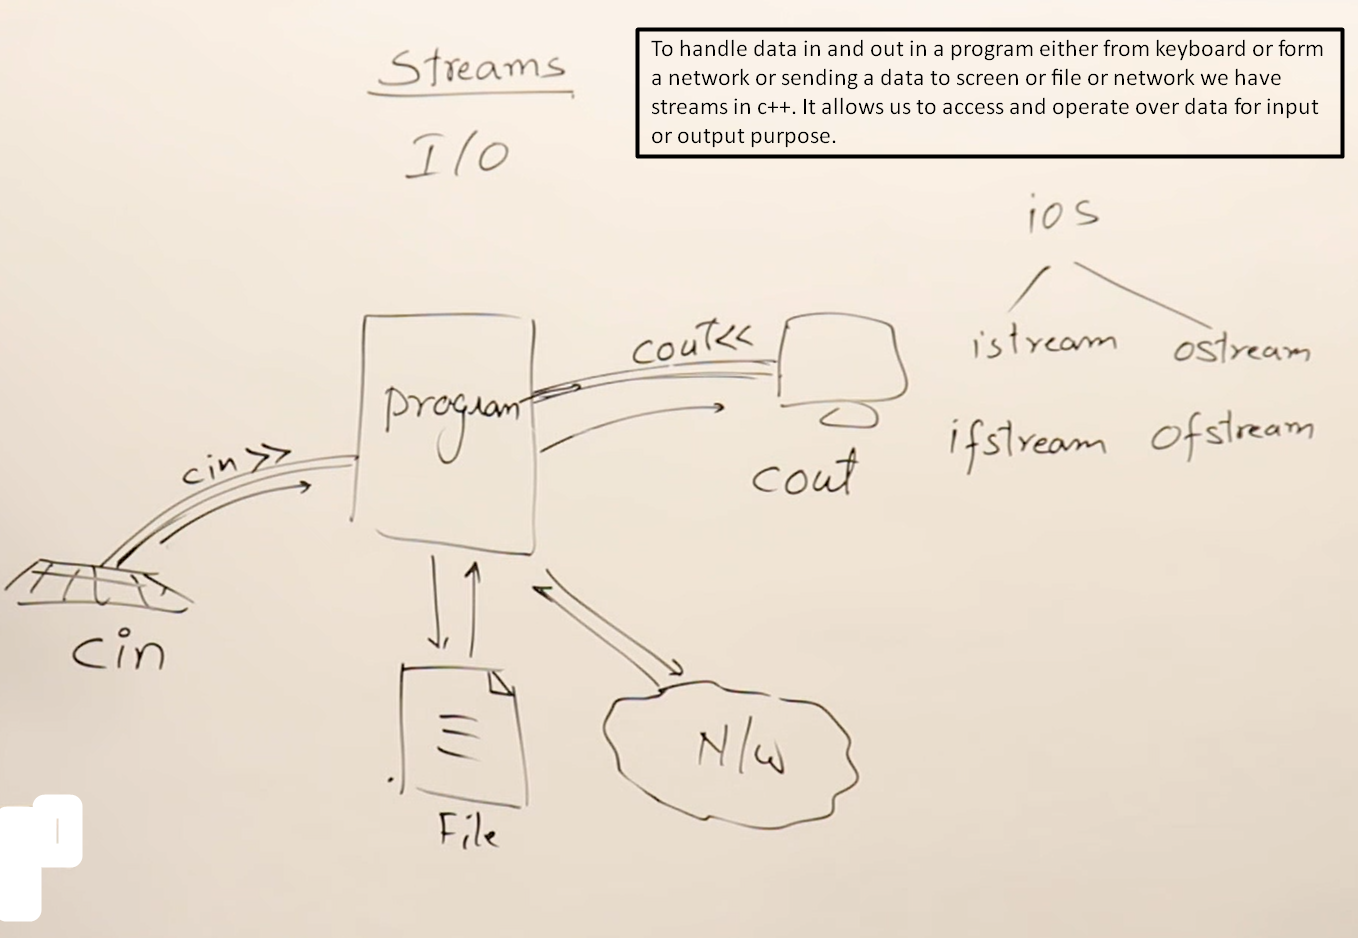 Streams
I/O
To handle data in and out in a program either from keyboard or form
a network or sending a data to screen or file or network we have
streams in c++. It allows us to access and operate over data for input
or output purpose.
ios
istream ostream
ifstream ofstream
program
cout<<
cout
cin>>
cin
File
N/W